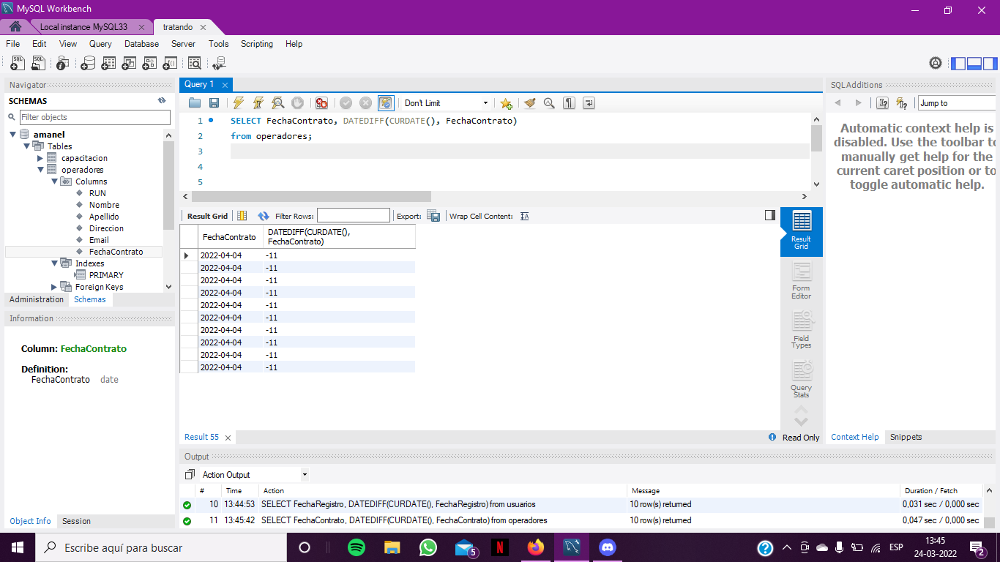 MySQL Workbench
Local instance MySQL33
tratando
File Edit View Query Database Server Tools Scripting Help
Navigator
SCHEMAS
Filter objects
amanel
Tables
capacitacion
operadores
Columns
RUN
Nombre
Apellido
Direccion
Email
FechaContrato
Indexes
PRIMARY
Foreign Keys
Administration Schemas
Information
Column: FechaContrato
Definition:
FechaContrato date
Object Info Session
Query 1
Don't Limit
1 SELECT FechaContrato, DATEDIFF(CURDATE(), FechaContrato)
2 from operadores;
3
4
5
Result Grid Filter Rows: Export: Wrap Cell Content:
FechaContrato DATEDIFF(CURDATE(), FechaContrato)
2022-04-04 -11
2022-04-04 -11
2022-04-04 -11
2022-04-04 -11
2022-04-04 -11
2022-04-04 -11
2022-04-04 -11
2022-04-04 -11
2022-04-04 -11
2022-04-04 -11
Result Grid
Form Editor
Field Types
Query Stats
Result 55
Read Only
SQLAdditions
Jump to
Automatic context help is
disabled. Use the toolbar to
manually get help for the
current caret position or to
toggle automatic help.
Context Help Snippets
Output
Action Output
# Time Action Message Duration / Fetch
10 13:44:53 SELECT FechaRegistro, DATEDIFF(CURDATE(), FechaRegistro) from usuarios 10 row(s) returned 0,031 sec / 0,000 sec
11 13:45:42 SELECT FechaContrato, DATEDIFF(CURDATE(), FechaContrato) from operadores 10 row(s) returned 0,047 sec / 0,000 sec
Escribe aquí para buscar
5
ESP
13:45
24-03-2022
2